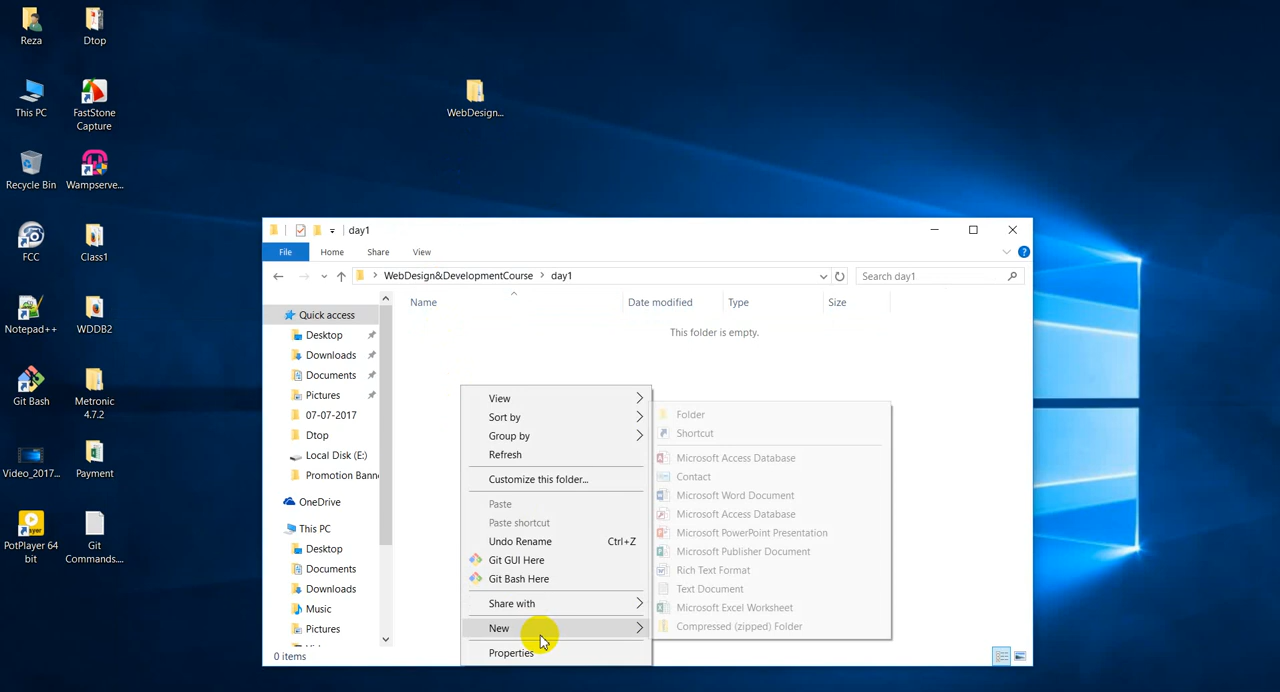 Reza
Dtop
This PC
FastStone
Capture
Recycle Bin
Wampserve...
FCC
Class1
Notepad++
WDDB2
Git Bash
Metronic
4.7.2
Video_2017...
Payment
PotPlayer 64
bit
Git
Commands....
WebDesign...
day1
File
Home
Share
View
WebDesign&DevelopmentCourse
day1
Search day1
Name
Date modified
Type
Size
This folder is empty.
Quick access
Desktop
Downloads
Documents
Pictures
07-07-2017
Dtop
Local Disk (E:)
Promotion Bann
OneDrive
This PC
Desktop
Documents
Downloads
Music
Pictures
0 items
View
Sort by
Group by
Refresh
Customize this folder...
Paste
Paste shortcut
Undo Rename Ctrl+Z
Git GUI Here
Git Bash Here
Share with
New
Properties
Folder
Shortcut
Microsoft Access Database
Contact
Microsoft Word Document
Microsoft Access Database
Microsoft PowerPoint Presentation
Microsoft Publisher Document
Rich Text Format
Text Document
Microsoft Excel Worksheet
Compressed (zipped) Folder